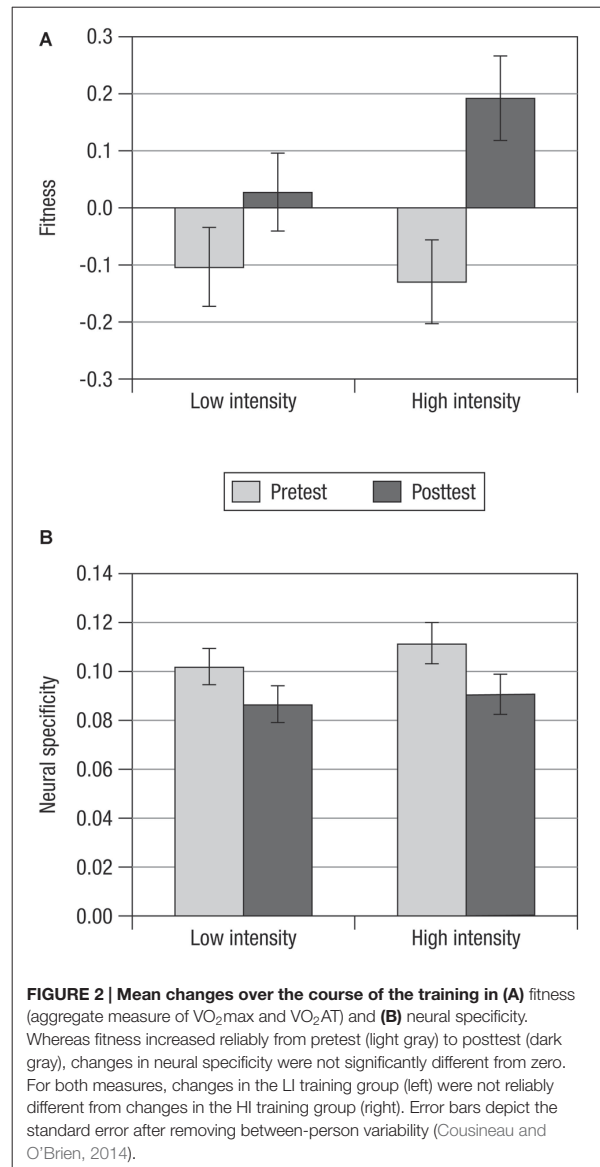 A
0.3
0.2
0.1
0.0
-0.1
-0.2
-0.3
Fitness
Low intensity High intensity
Pretest Posttest
B
0.14
0.12
0.10
0.08
0.06
0.04
0.02
0.00
Neural specificity
Low intensity High intensity
FIGURE 2 | Mean changes over the course of the training in (A) fitness
(aggregate measure of VO₂max and VO₂AT) and (B) neural specificity.
Whereas fitness increased reliably from pretest (light gray) to posttest (dark
gray), changes in neural specificity were not significantly different from zero.
For both measures, changes in the LI training group (left) were not reliably
different from changes in the HI training group (right). Error bars depict the
standard error after removing between-person variability (Cousineau and
O’Brien, 2014).